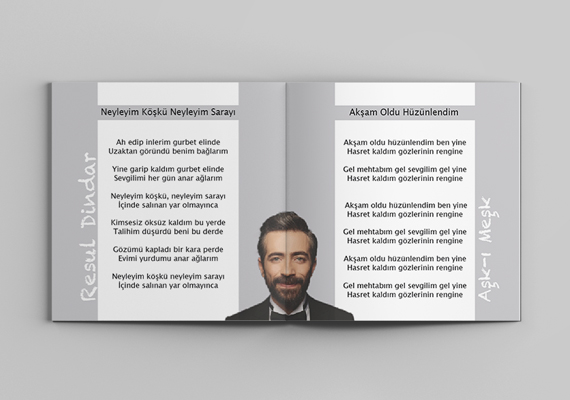 Resul Dindar
Neyleyim Köşkü Neyleyim Sarayı
Ah edip inlerim gurbet elinde
Uzaktan göründü benim bağlarım
Yine garip kaldım gurbet elinde
Sevgilimi her gün anar ağlarım
Neyleyim köşkü, neyleyim sarayı
İçinde salınan yar olmayınca
Kimsesiz öksüz kaldım bu yerde
Talihim düşürdü beni bu derde
Gözümü kapladı bir kara perde
Evimi yurdumu anar ağlarım
Neyleyim köşkü neyleyim sarayı
İçinde salınan yar olmayınca
Akşam Oldu Hüzünlendim
Akşam oldu hüzünlendim ben yine
Hasret kaldım gözlerinin rengine
Gel mehtabım gel sevgilim gel yine
Hasret kaldım gözlerinin rengine
Akşam oldu hüzünlendim ben yine
Hasret kaldım gözlerinin rengine
Gel mehtabım gel sevgilim gel yine
Hasret kaldım gözlerinin rengine
Akşam oldu hüzünlendim ben yine
Hasret kaldım gözlerinin rengine
Gel mehtabım gel sevgilim gel yine
Hasret kaldım gözlerinin rengine
Aşk-ı Meşk